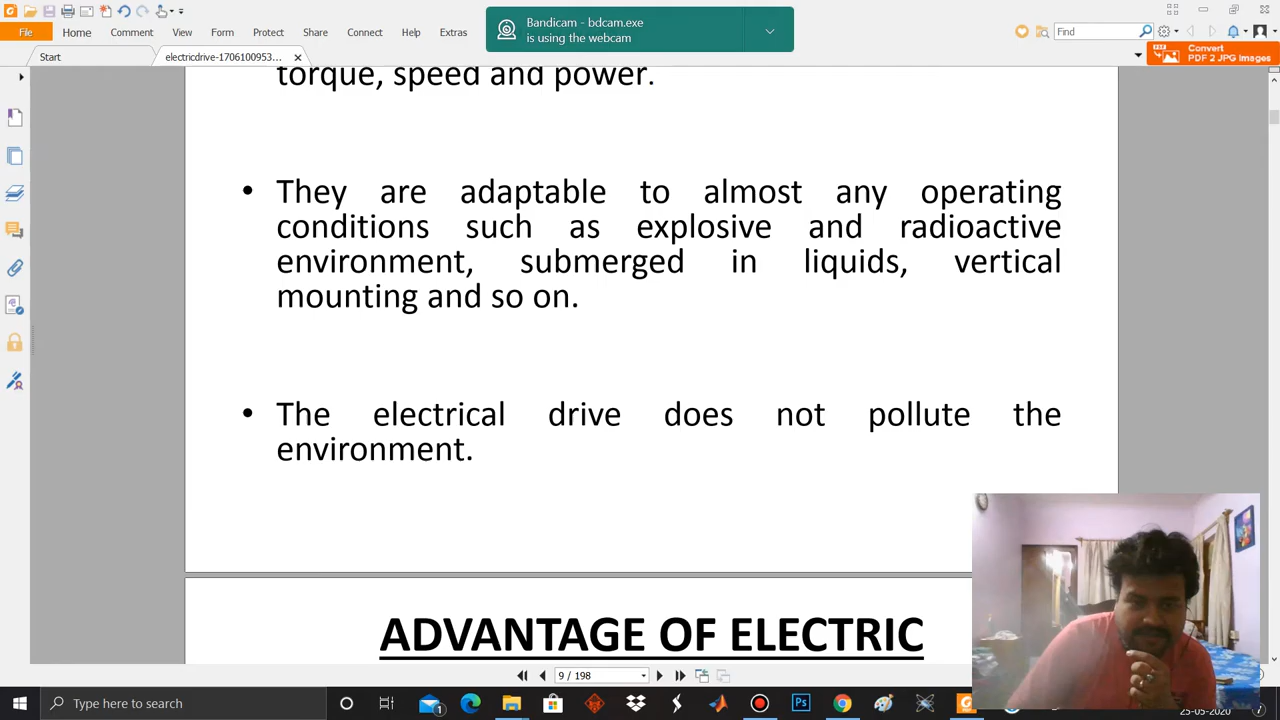 Bandicam - bdcam.exe
is using the webcam
File Home Comment View Form Protect Share Connect Help Extras
Find
Start
electricdrive-1706100953...
Convert
PDF 2 JPG Images
torque, speed and power.
• They are adaptable to almost any operating
conditions such as explosive and radioactive
environment, submerged in liquids, vertical
mounting and so on.
• The electrical drive does not pollute the
environment.
ADVANTAGE OF ELECTRIC
9 / 198
Type here to search
25-05-2020